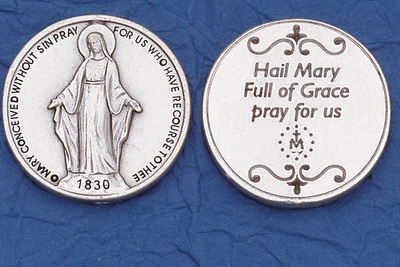 O MARY CONCEIVED WITHOUT SIN PRAY FOR US WHO HAVE RECOURSE TO THEE
1830
Hail Mary
Full of Grace
pray for us
M